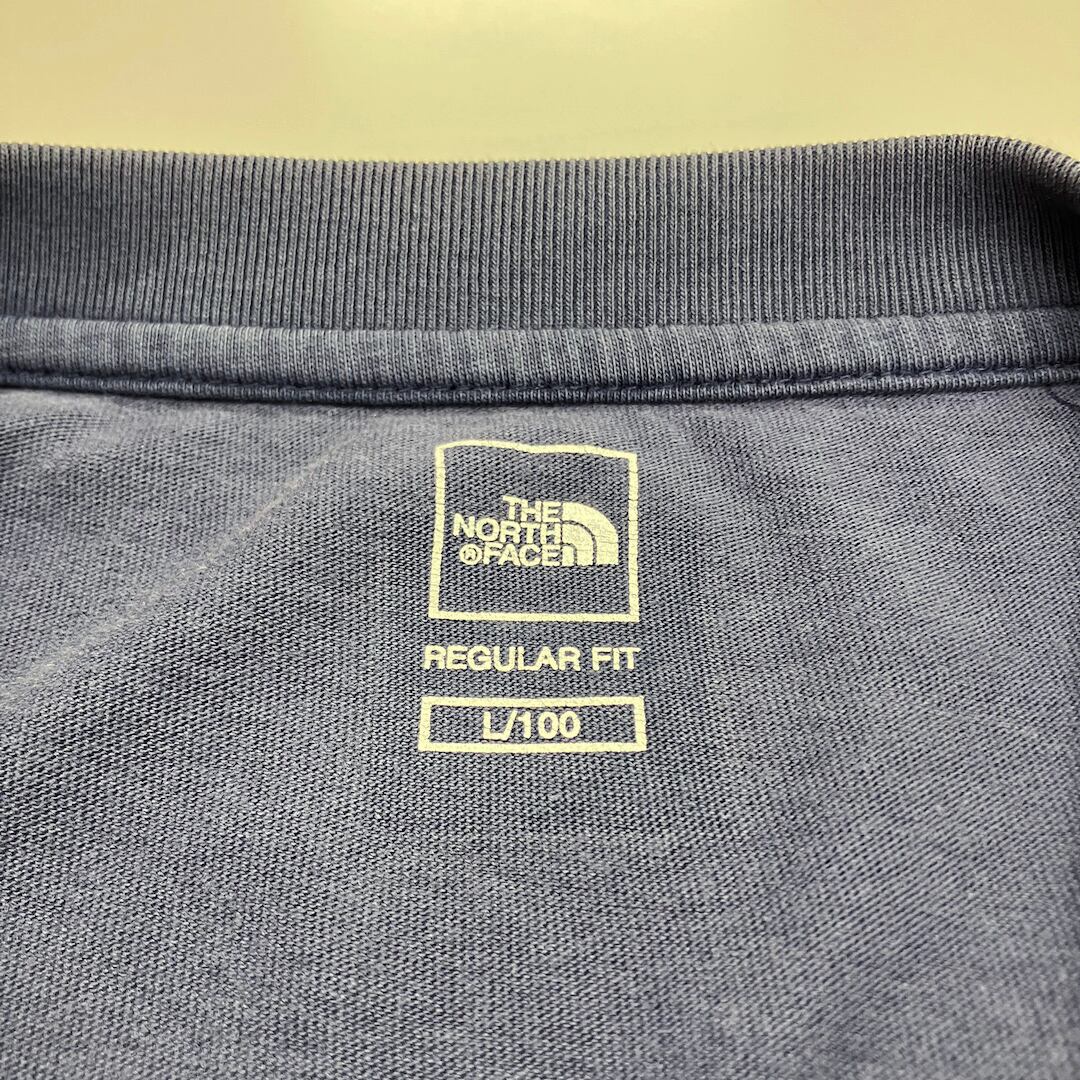 THE
NORTH
®FACE
REGULAR FIT
L/100